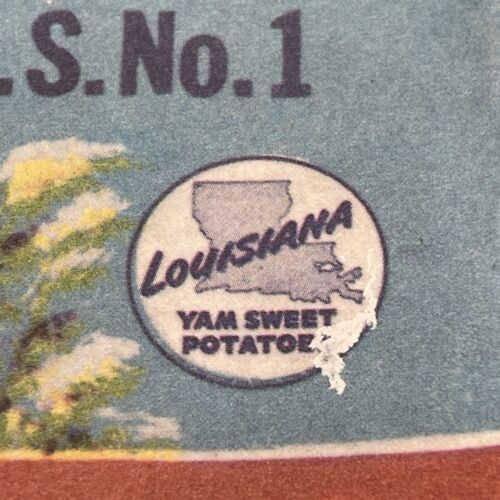 .S. No. 1
LOUISIANA
YAM SWEET
POTATOE